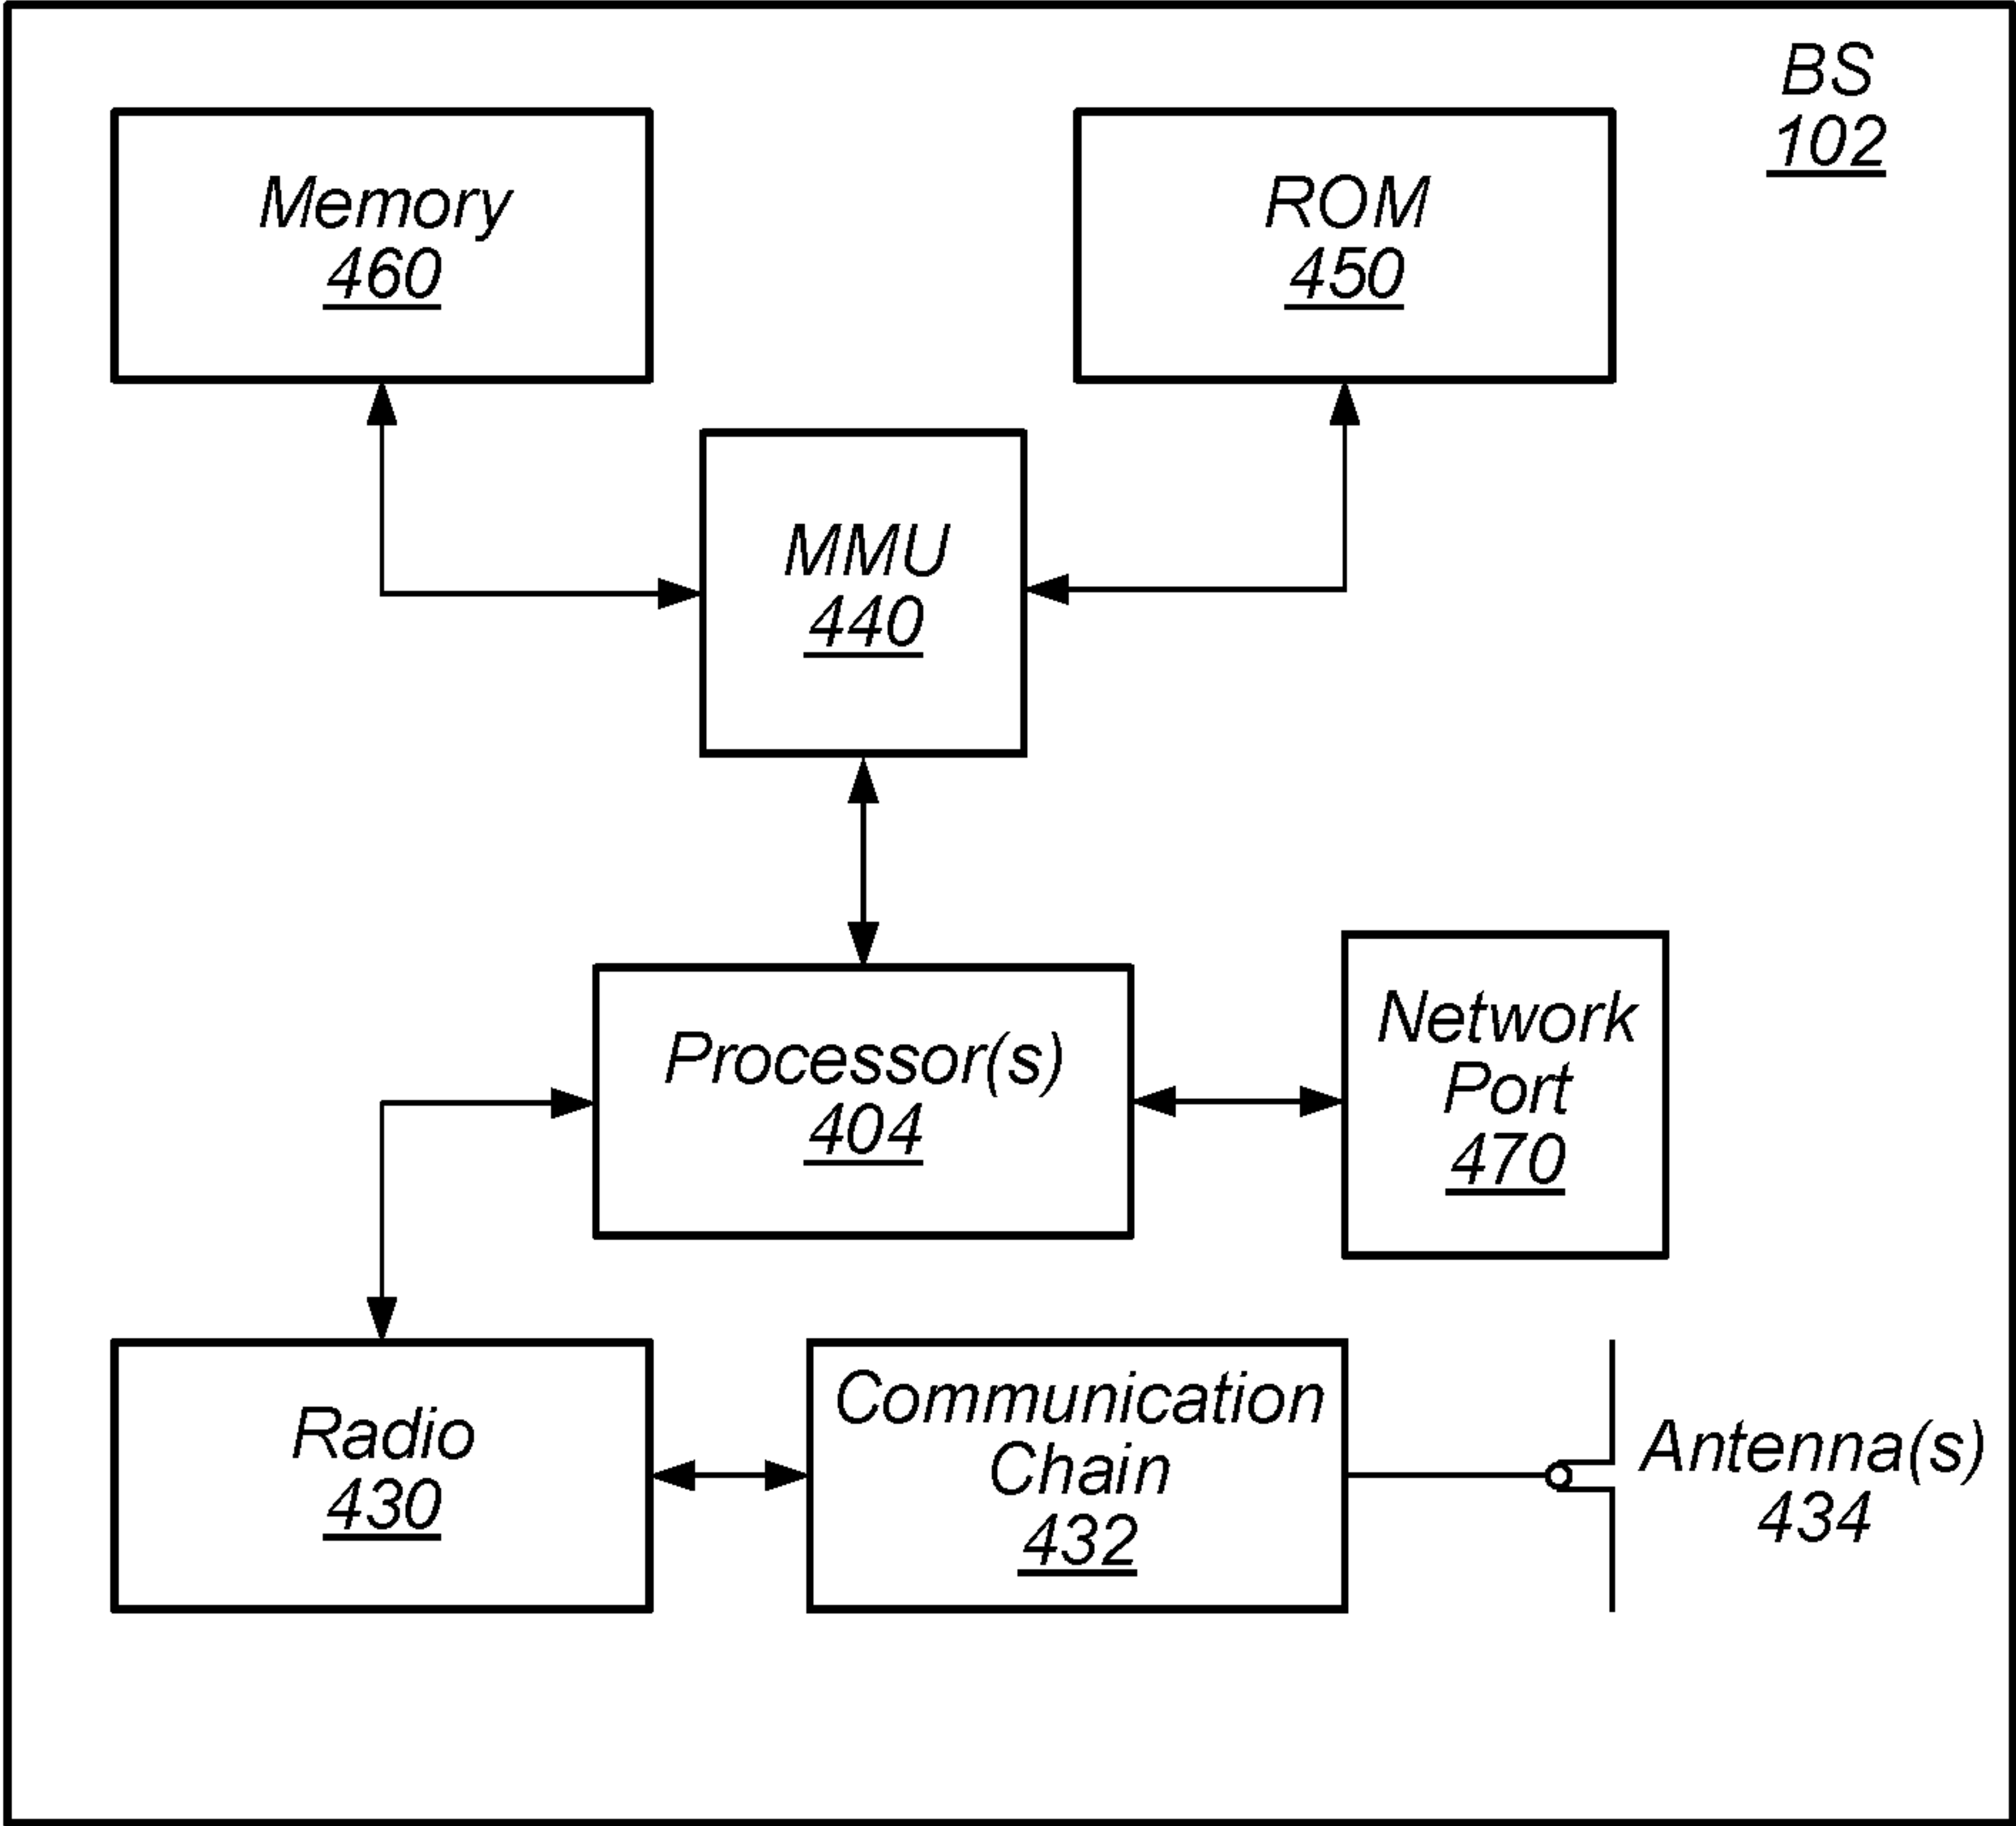 BS
102
Memory
460
ROM
450
MMU
440
Processor(s)
404
Network
Port
470
Radio
430
Communication
Chain
432
Antenna(s)
434